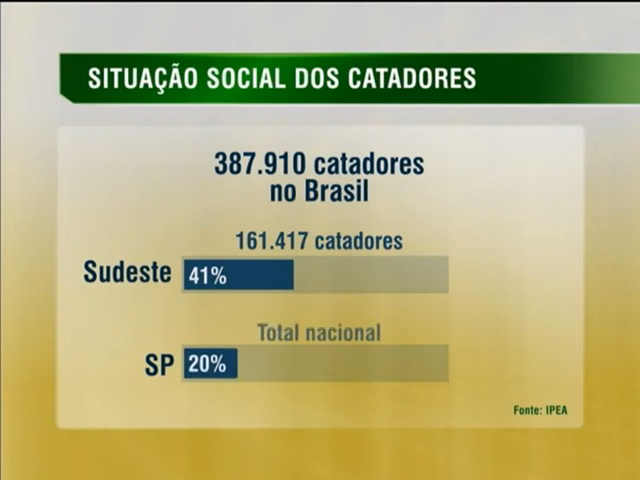 SITUAÇÃO SOCIAL DOS CATADORES
387.910 catadores
no Brasil
161.417 catadores
Sudeste 41%
Total nacional
SP 20%
Fonte: IPEA